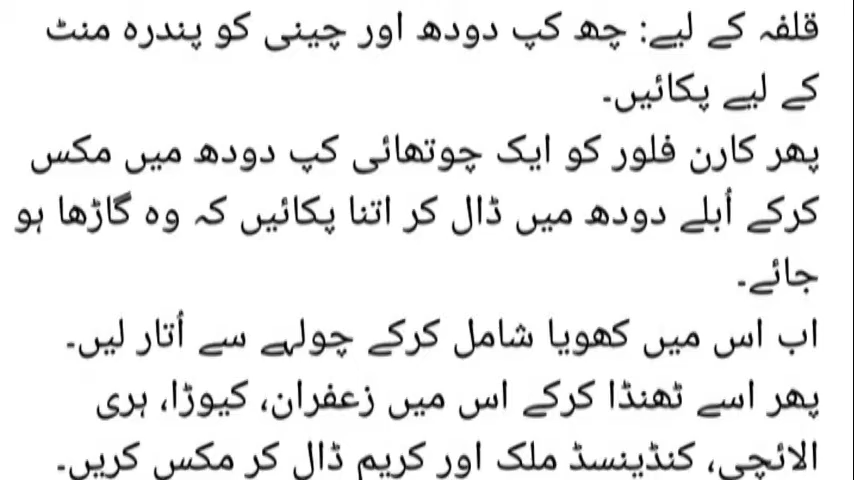 قلفہ کے لیے: چھ کپ دودھ اور چینی کو پندرہ منٹ
کے لیے پکائیں۔
پھر کارن فلور کو ایک چوتھائی کپ دودھ میں مکس
کرکے اُبلے دودھ میں ڈال کر اتنا پکائیں کہ وہ گاڑھا ہو
جائے۔
اب اس میں کھویا شامل کرکے چولہے سے اُتار لیں۔
پھر اسے ٹھنڈا کرکے اس میں زعفران، کیوڑا، ہری
الائچی، کنڈینسڈ ملک اور کریم ڈال کر مکس کریں۔